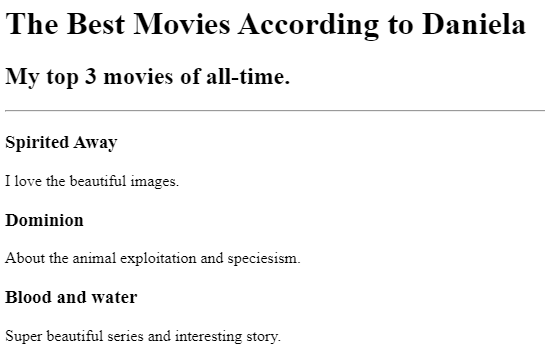 The Best Movies According to Daniela
My top 3 movies of all-time.
Spirited Away
I love the beautiful images.
Dominion
About the animal exploitation and speciesism.
Blood and water
Super beautiful series and interesting story.